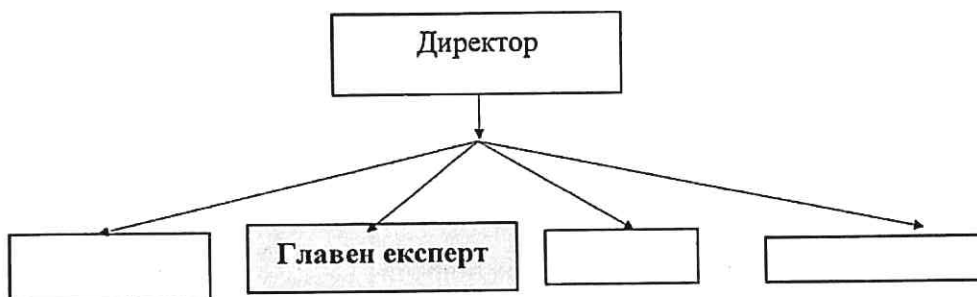 Директор
Главен експерт